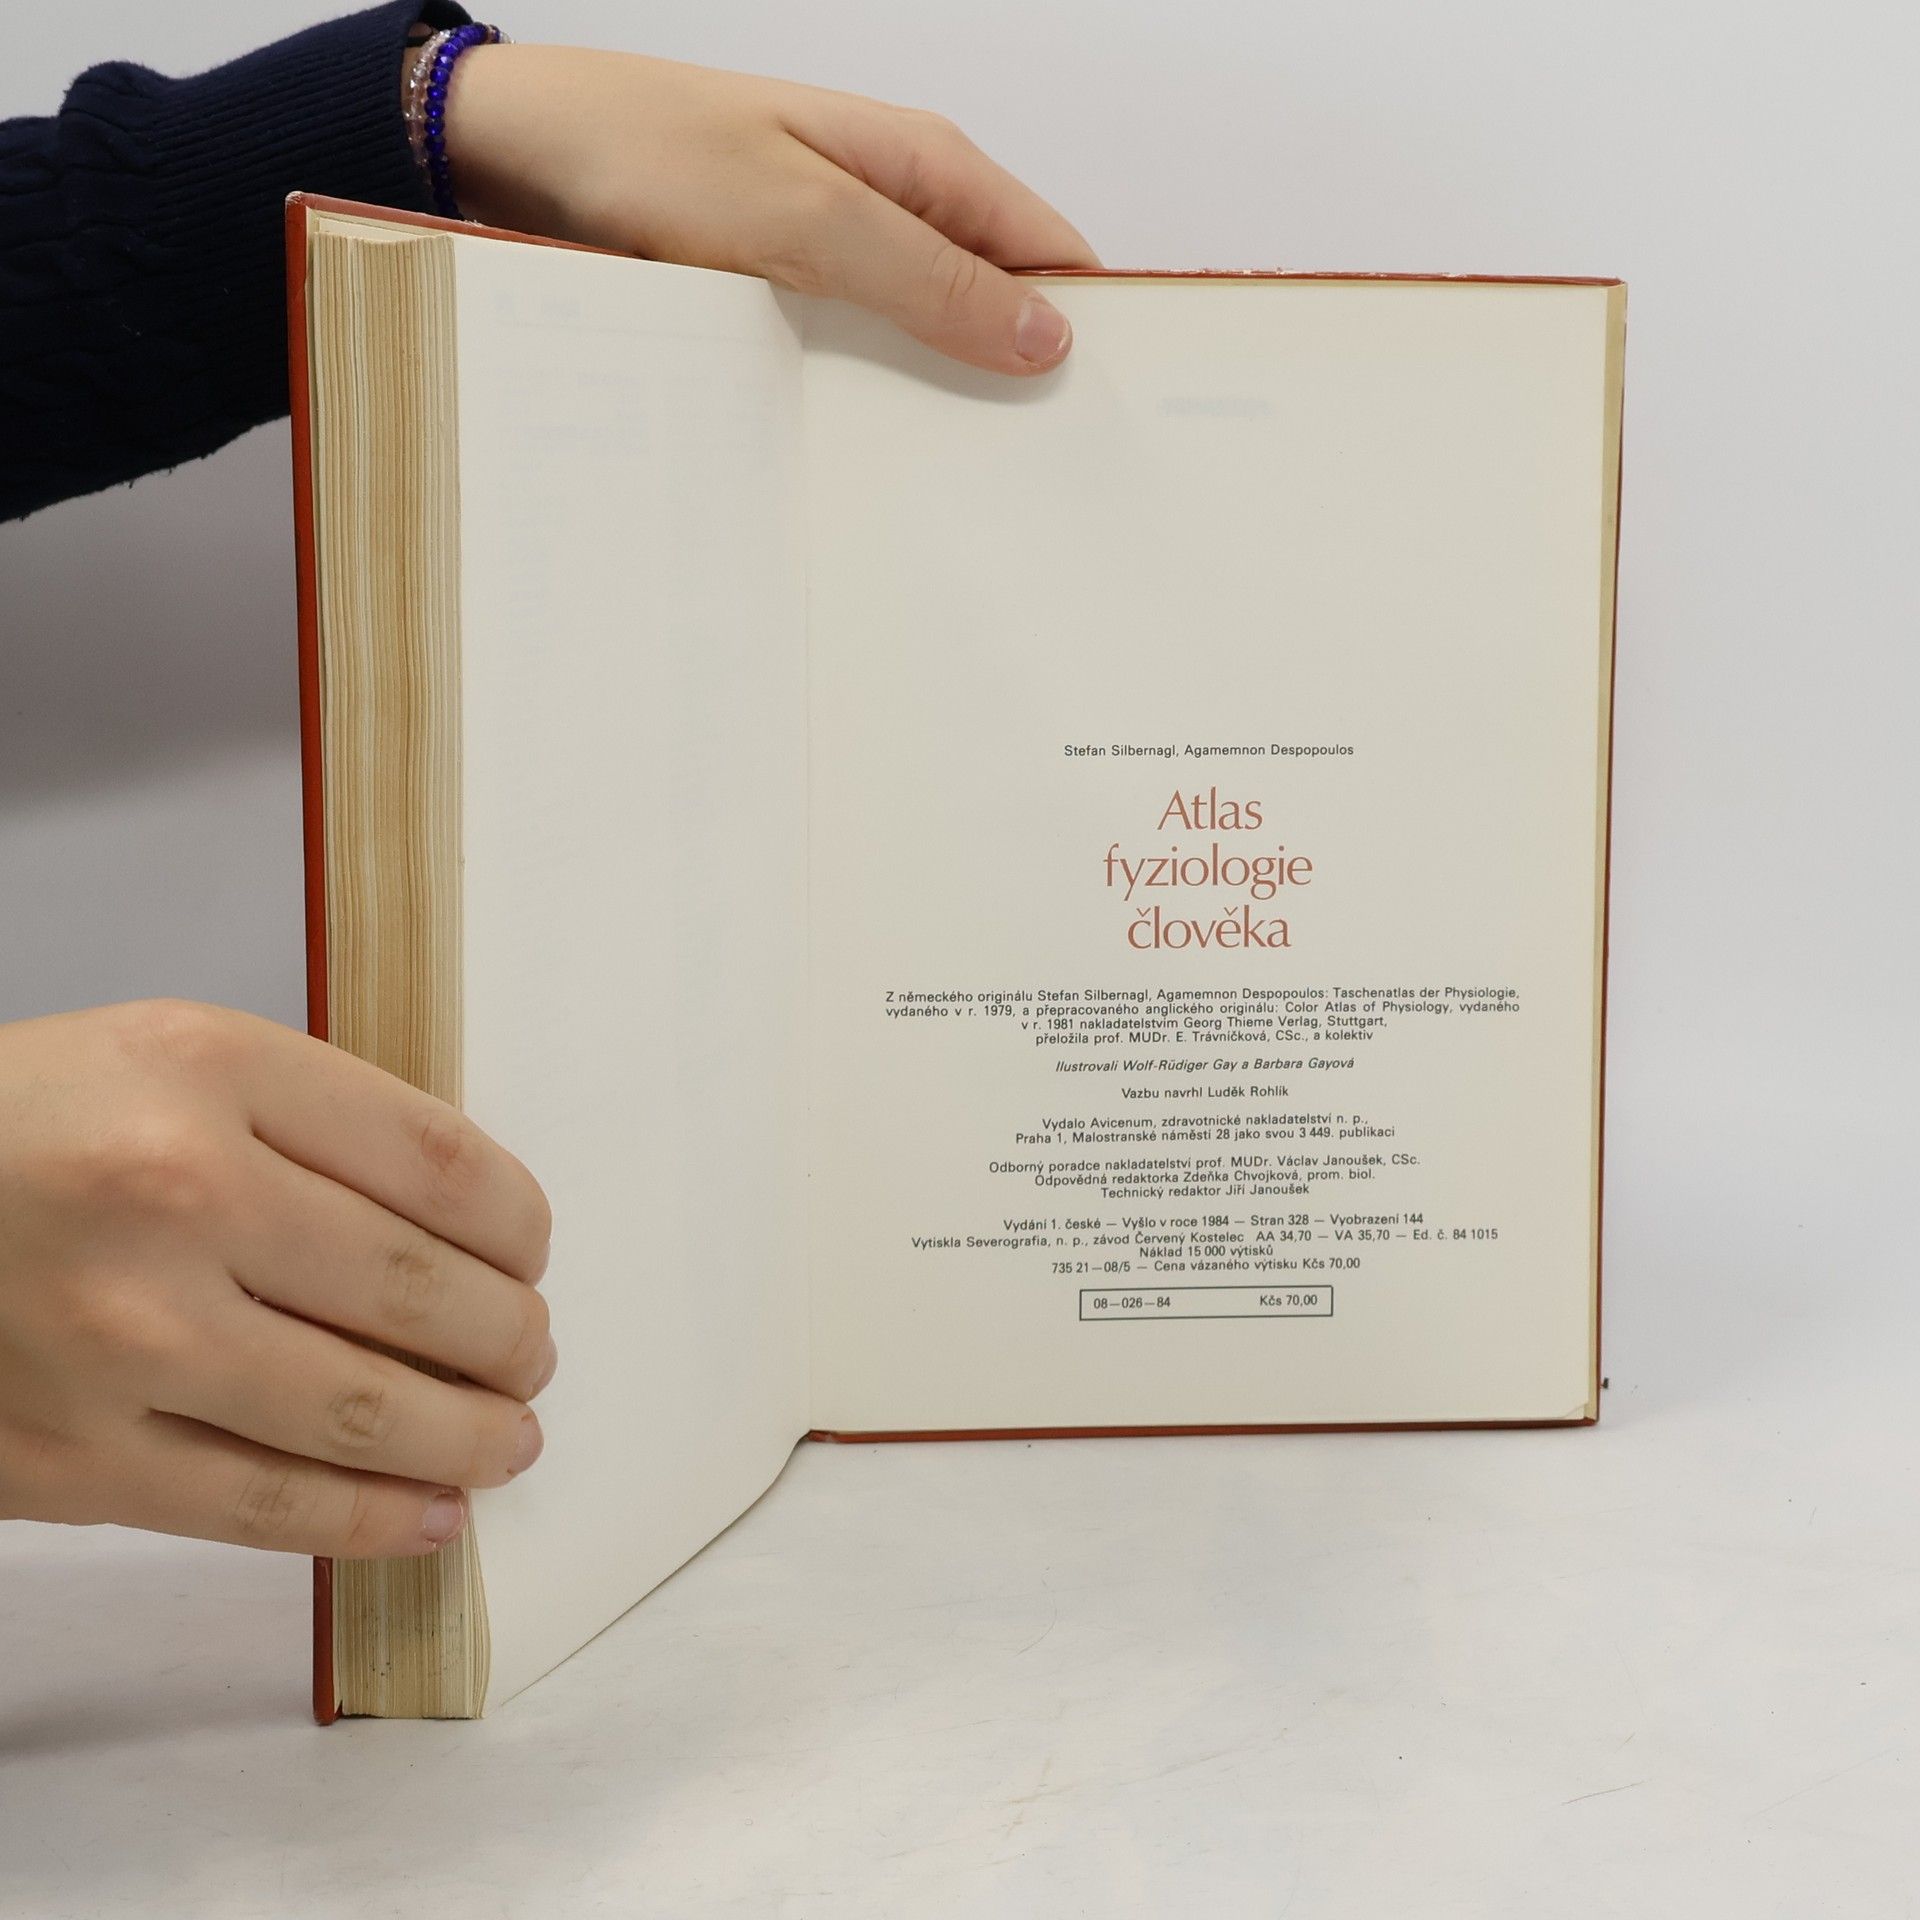 Stefan Silbernagl, Agamemnon Despopoulos
Atlas
fyziologie
člověka
Z německého originálu Stefan Silbernagl, Agamemnon Despopoulos: Taschenatlas der Physiologie,
vydaného v r. 1979, a přepracovaného anglického originálu: Color Atlas of Physiology, vydaného
v r. 1981 nakladatelstvím Georg Thieme Verlag, Stuttgart,
přeložila prof. MUDr. E. Trávníčková, CSc., a kolektiv
Ilustrovali Wolf-Rüdiger Gay a Barbara Gayová
Vazbu navrhl Luděk Rohlík
Vydalo Avicenum, zdravotnické nakladatelství n. p.,
Praha 1, Malostranské náměstí 28 jako svou 3 449. publikaci
Odborný poradce nakladatelství prof. MUDr. Václav Janoušek, CSc.
Odpovědná redaktorka Zdeňka Chvojková, prom. biol.
Technický redaktor Jiří Janoušek
Vydání 1. české — Vyšlo v roce 1984 — Stran 328 — Vyobrazení 144
Vytiskla Severografia, n. p., závod Červený Kostelec AA 34,70 — VA 35,70 — Ed. č. 84 1015
Náklad 15 000 výtisků
735 21—08/5 — Cena vázaného výtisku Kčs 70,00
08—026—84 Kčs 70,00